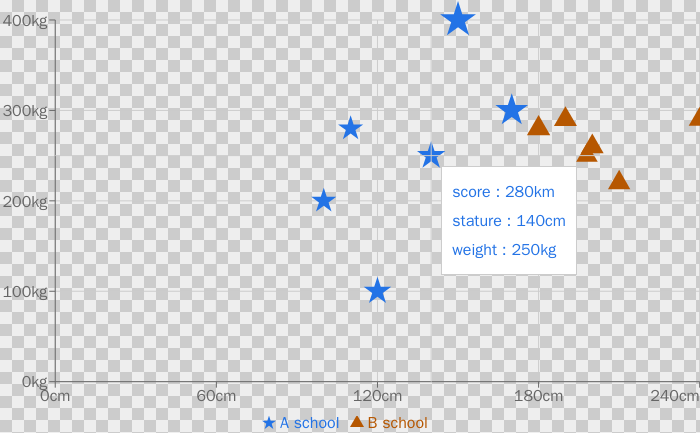 400kg
300kg
200kg
100kg
0kg
score : 280km
stature : 140cm
weight : 250kg
0cm 60cm 120cm 180cm 240cm
A school B school